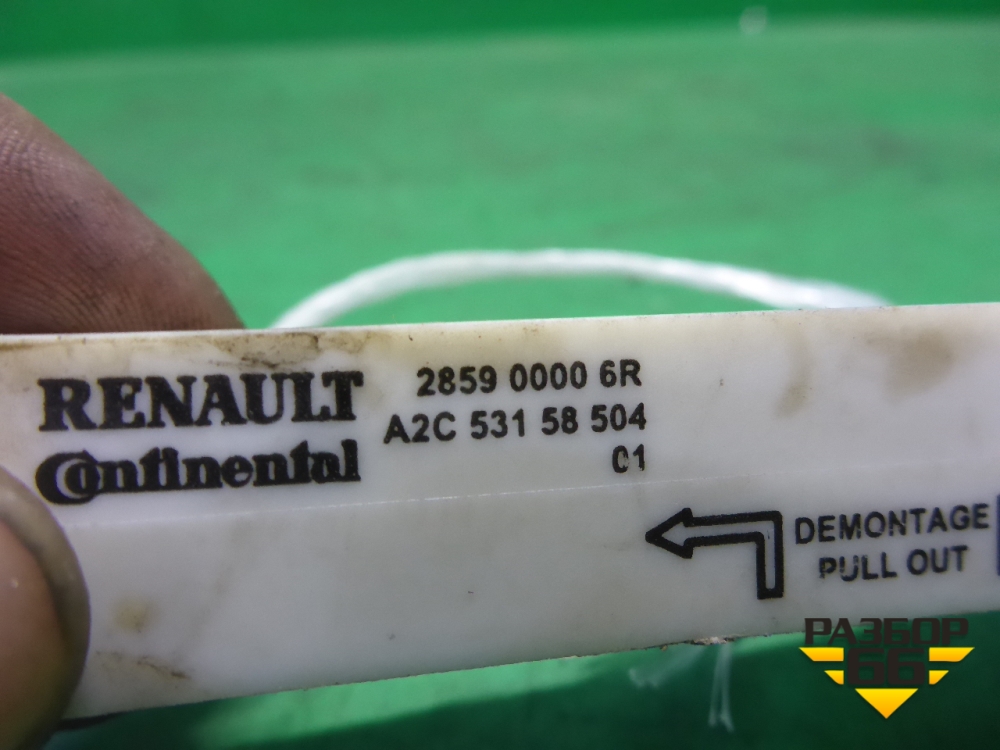 RENAULT
Continental
2859 0000 6R
A2C 531 58 504
01
DEMONTAGE
PULL OUT
РАЗБОР
66